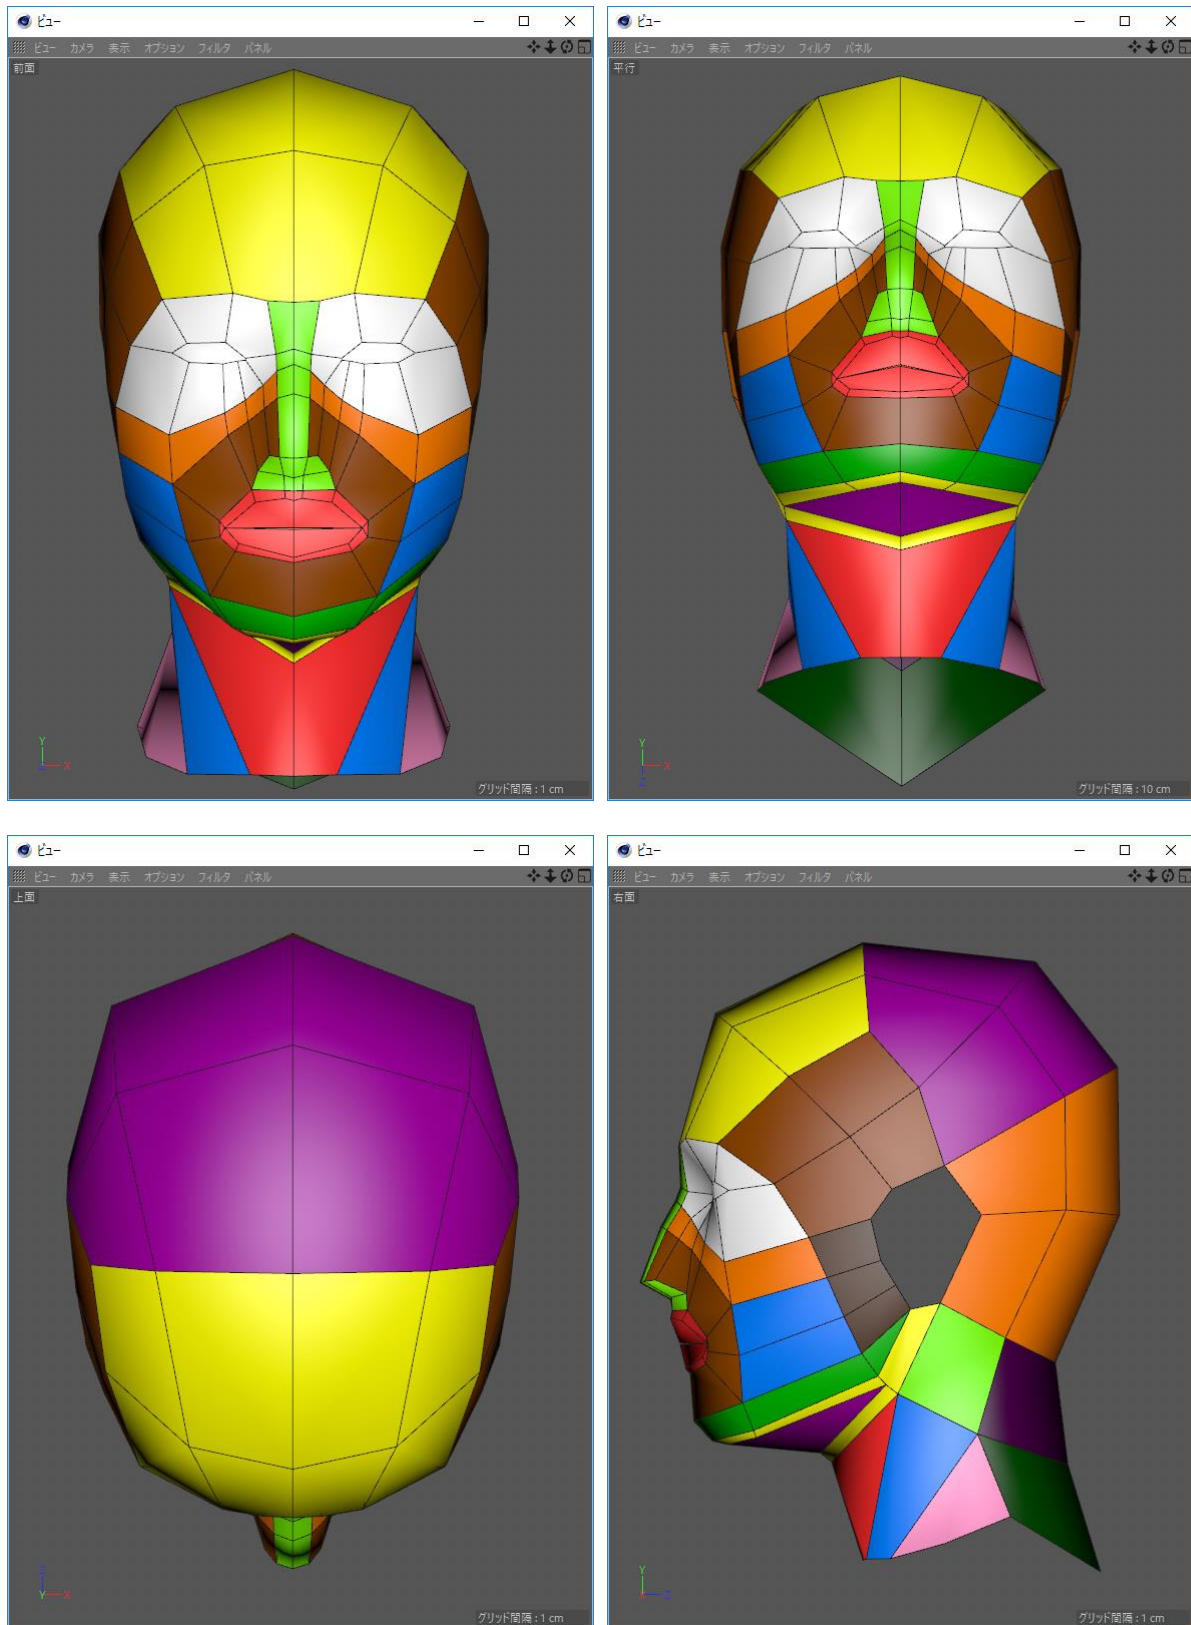 ビュー
ビュー カメラ 表示 オプション フィルタ パネル
前面
Y
X
グリッド間隔 : 1 cm
ビュー
ビュー カメラ 表示 オプション フィルタ パネル
平行
Y
X
Z
グリッド間隔 : 10 cm
ビュー
ビュー カメラ 表示 オプション フィルタ パネル
上面
Z
Y X
グリッド間隔 : 1 cm
ビュー
ビュー カメラ 表示 オプション フィルタ パネル
右面
Y
X Z
グリッド間隔 : 1 cm